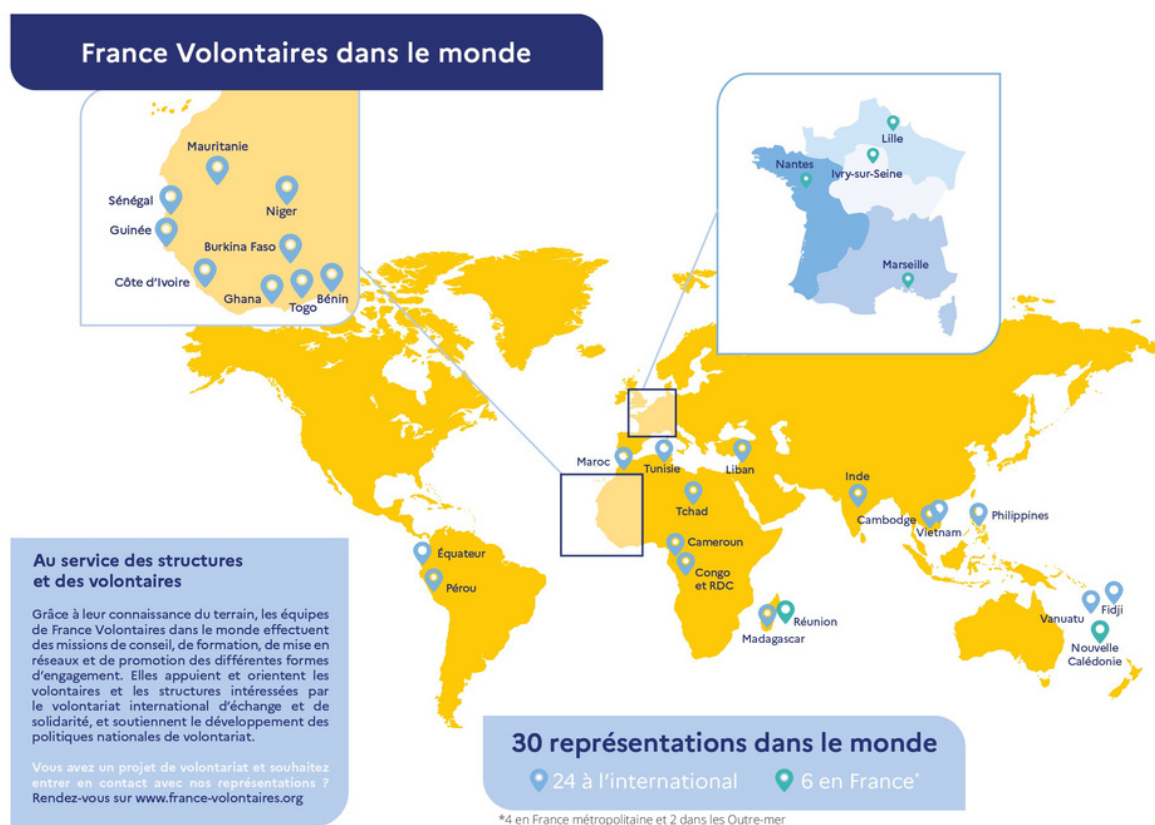 France Volontaires dans le monde
Mauritanie
Sénégal
Niger
Guinée
Burkina Faso
Côte d'Ivoire
Ghana
Togo
Bénin
Lille
Nantes
Ivry-sur-Seine
Marseille
Maroc
Tunisie
Liban
Tchad
Inde
Cambodge
Vietnam
Philippines
Cameroun
Congo
et RDC
Équateur
Pérou
Madagascar
Réunion
Vanuatu
Fidji
Nouvelle
Calédonie
Au service des structures
et des volontaires
Grâce à leur connaissance du terrain, les équipes
de France Volontaires dans le monde effectuent
des missions de conseil, de formation, de mise en
réseaux et de promotion des différentes formes
d'engagement. Elles appuient et orientent les
volontaires et les structures intéressées par
le volontariat international d'échange et de
solidarité, et soutiennent le développement des
politiques nationales de volontariat.
Vous avez un projet de volontariat et souhaitez
entrer en contact avec nos représentations ?
Rendez-vous sur www.france-volontaires.org
30 représentations dans le monde
24 à l'international
6 en France*
*4 en France métropolitaine et 2 dans les Outre-mer